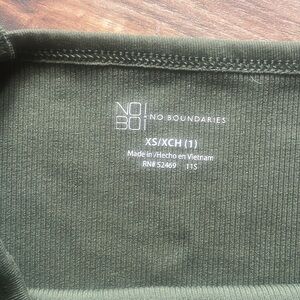 NO!
BO!
NO BOUNDARIES
XS/XCH (1)
Made in /Hecho en Vietnam
RN# 52469 11S